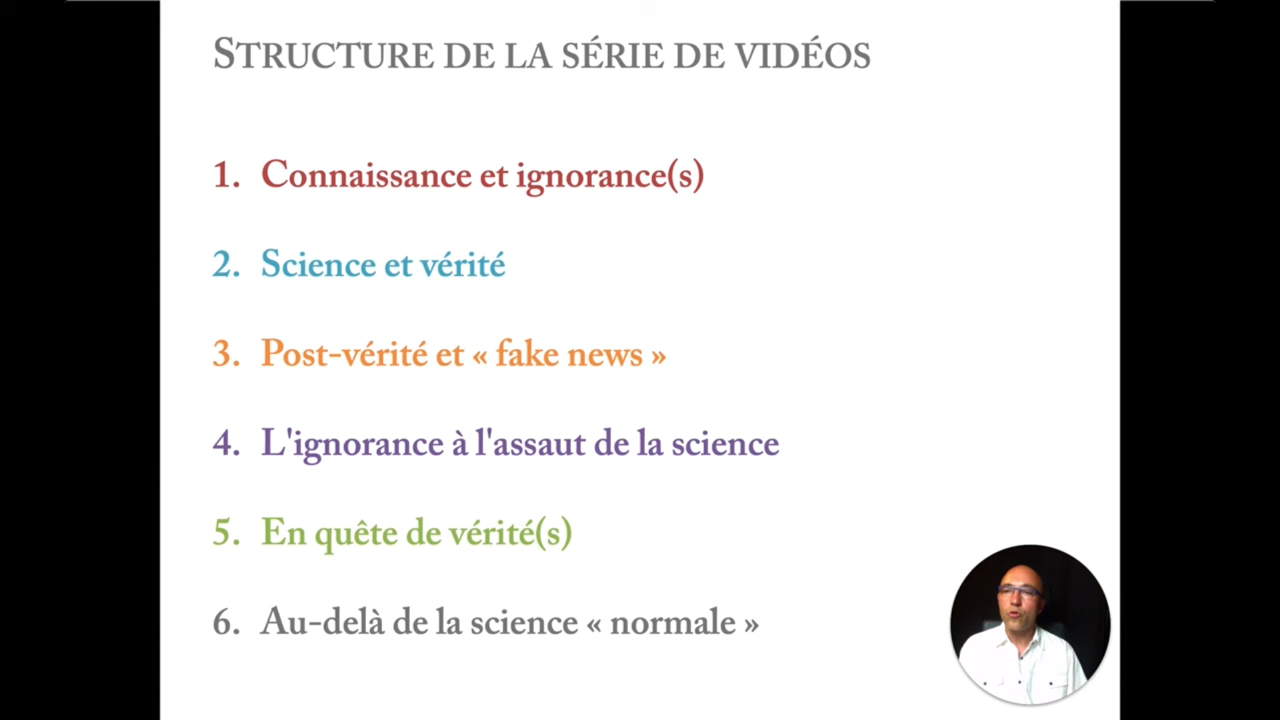 STRUCTURE DE LA SÉRIE DE VIDÉOS
1. Connaissance et ignorance(s)
2. Science et vérité
3. Post-vérité et « fake news »
4. L'ignorance à l'assaut de la science
5. En quête de vérité(s)
6. Au-delà de la science « normale »